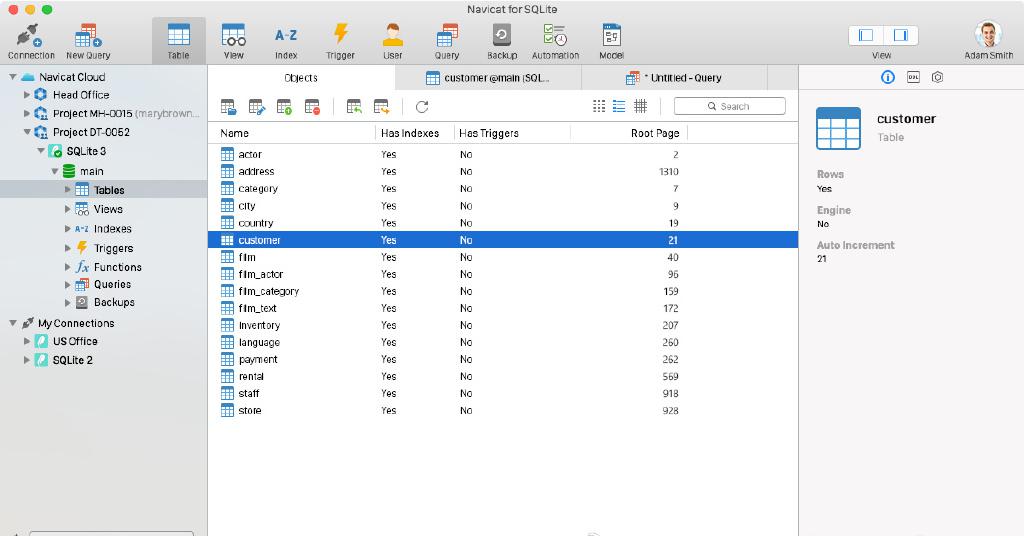 Navicat for SQLite
Connection New Query Table View A-Z Index Trigger User Query Backup Automation Model View Adam Smith
Navicat Cloud
Head Office
Project MH-0015 (marybrown...
Project DT-0052
SQLite 3
main
Tables
Views
A-Z Indexes
Triggers
fx Functions
Queries
Backups
My Connections
US Office
SQLite 2
Objects customer @main (SQL... * Untitled - Query
Search
Name Has Indexes Has Triggers Root Page
actor Yes No 2
address Yes No 1310
category Yes No 7
city Yes No 9
country Yes No 19
customer Yes No 21
film Yes No 40
film_actor Yes No 96
film_category Yes No 159
film_text Yes No 172
inventory Yes No 207
language Yes No 260
payment Yes No 262
rental Yes No 569
staff Yes No 918
store Yes No 928
DDL
customer
Table
Rows
Yes
Engine
No
Auto Increment
21